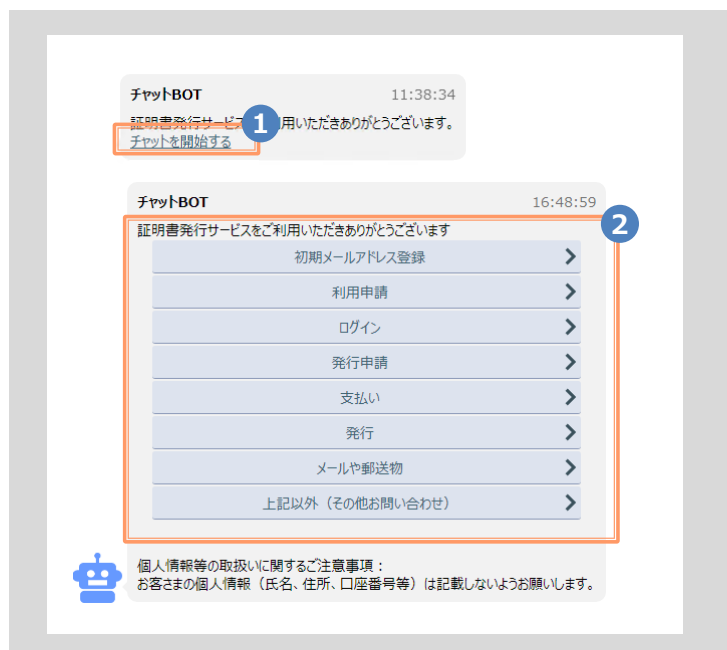 チャットBOT 11:38:34
証明書発行サービス 利用いただきありがとうございます。
1
チャットを開始する
チャットBOT 16:48:59
2
証明書発行サービスをご利用いただきありがとうございます
初期メールアドレス登録
利用申請
ログイン
発行申請
支払い
発行
メールや郵送物
上記以外（その他お問い合わせ）
個人情報等の取扱いに関するご注意事項：
お客さまの個人情報（氏名、住所、口座番号等）は記載しないようお願いします。